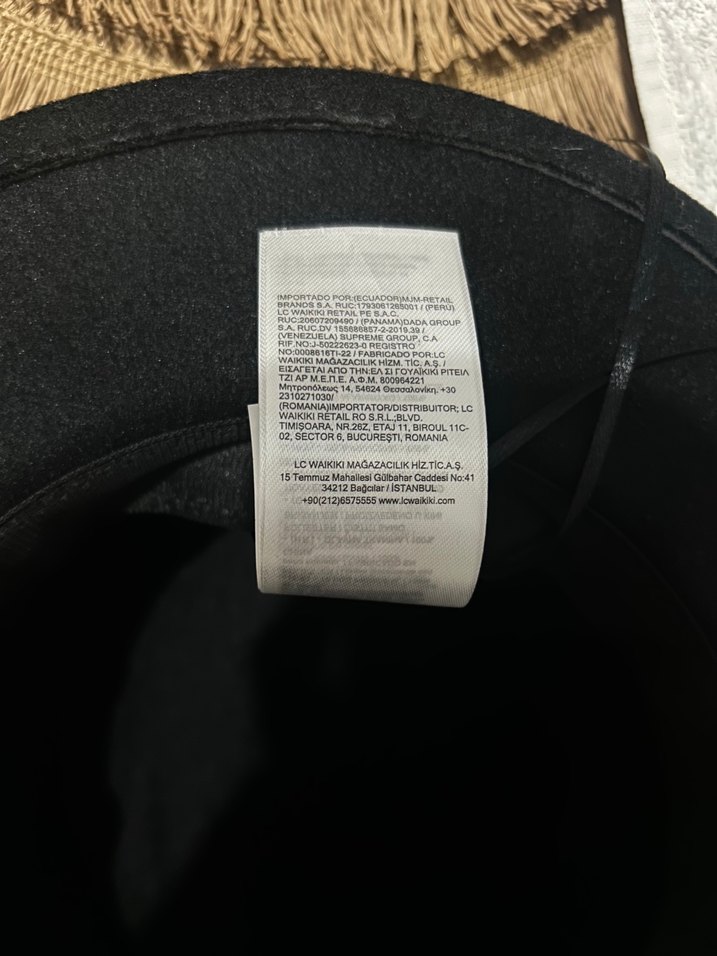 IMPORTADO POR:(ECUADOR)MJM-RETAIL
BRANDS S.A. RUC:1793061265001 / (PERU)
LC WAIKIKI RETAIL PE S.A.C.
RUC:20607209490 / (PANAMA)DADA GROUP
S.A. RUC.DV 155686857-2-2019.39 /
(VENEZUELA) SUPREME GROUP, C.A
RIF.NO:J-50222623-0 REGISTRO
NO:0008616TI-22 / FABRICADO POR:LC
WAIKIKI MAĞAZACILIK HİZM. TİC. A.Ş. /
ΕΙΣΑΓΕΤΑΙ ΑΠΟ ΤΗΝ:ΕΛ ΣΙ ΓΟΥΑΪΚΙΚΙ ΡΙΤΕΙΛ
ΤΖΙ ΑΡ Μ.Ε.Π.Ε. Α.Φ.Μ. 800964221
Μητροπόλεως 14, 54624 Θεσσαλονίκη. +30
2310271030/
(ROMANIA)IMPORTATOR/DISTRIBUITOR; LC
WAIKIKI RETAIL RO S.R.L.;BLVD.
TIMIŞOARA, NR.26Z, ETAJ 11, BIROUL 11C-
02, SECTOR 6, BUCUREŞTI, ROMANIA
LC WAIKIKI MAĞAZACILIK HİZ.TİC.A.Ş.
15 Temmuz Mahallesi Gülbahar Caddesi No:41
34212 Bağcılar / İSTANBUL
+90(212)6575555 www.lcwaikiki.com